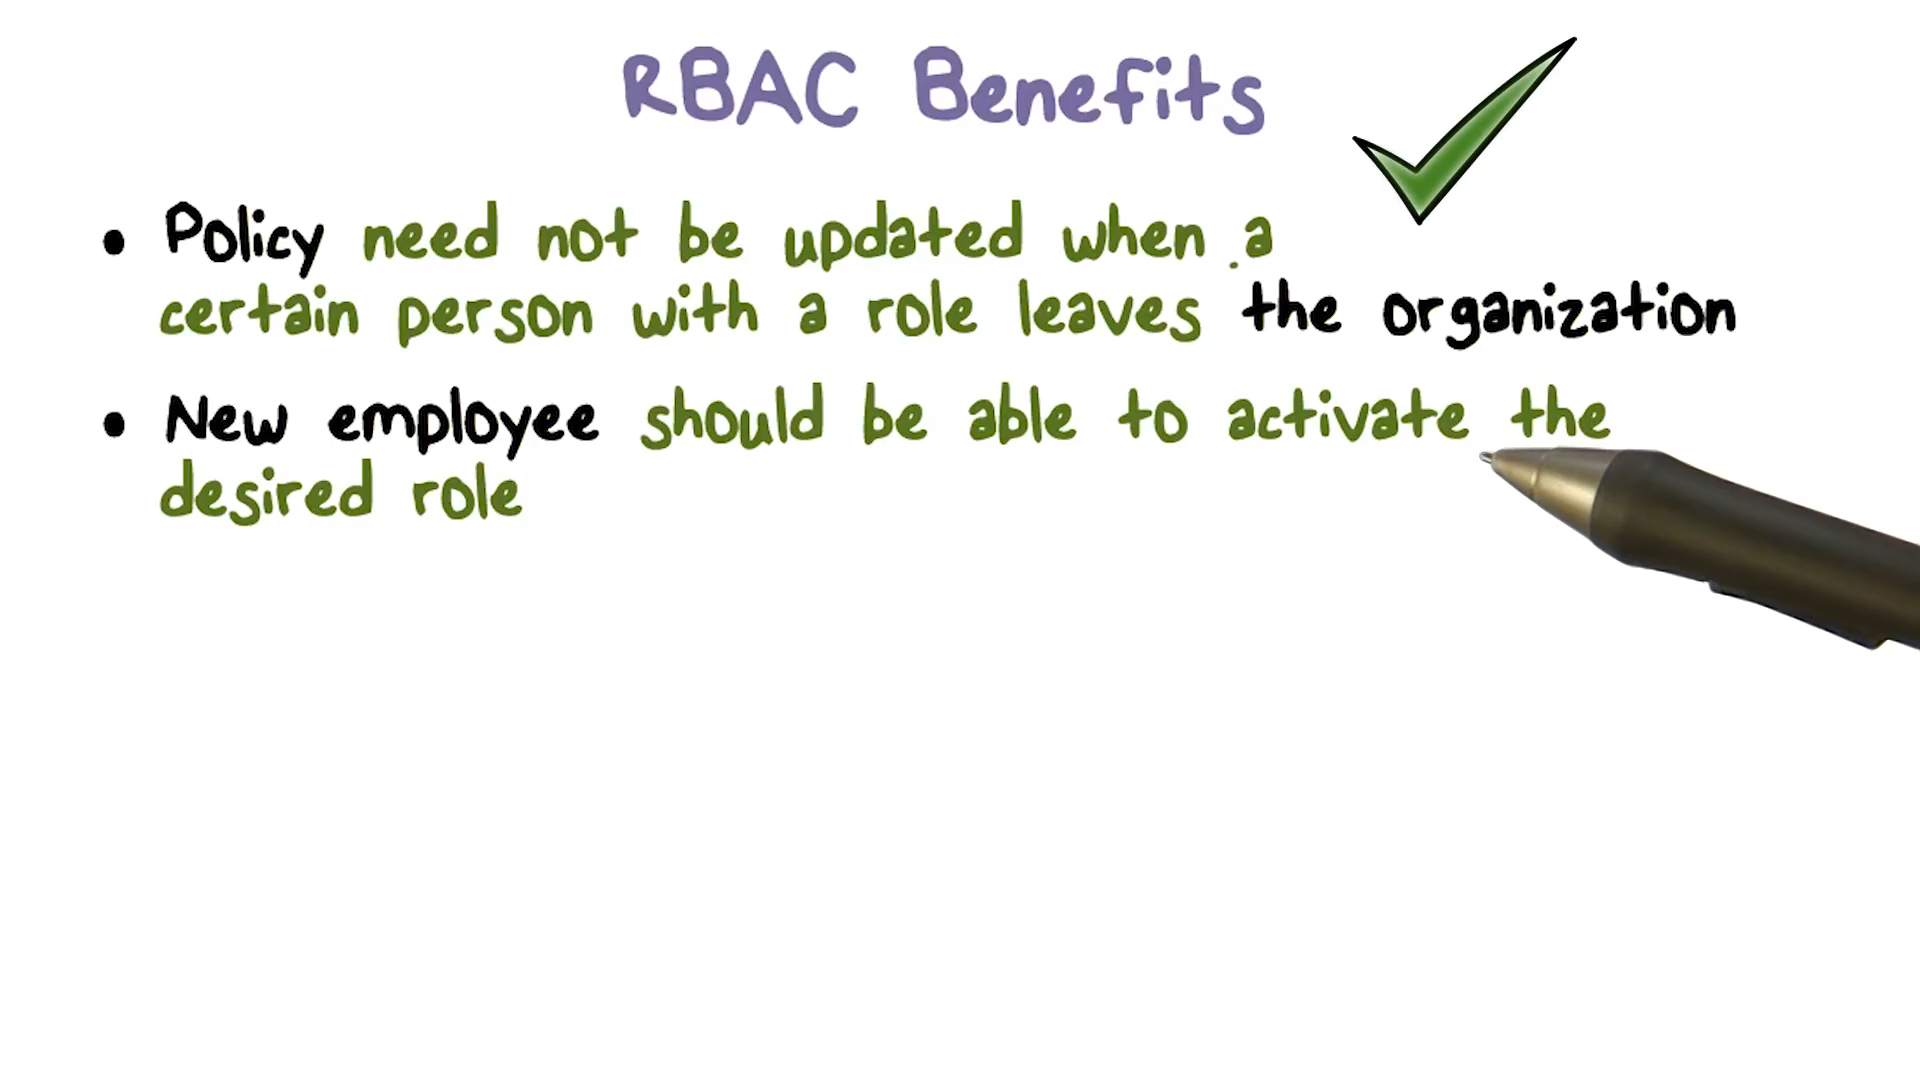 RBAC Benefits
• Policy need not be updated when a
certain person with a role leaves the organization
• New employee should be able to activate the
desired role